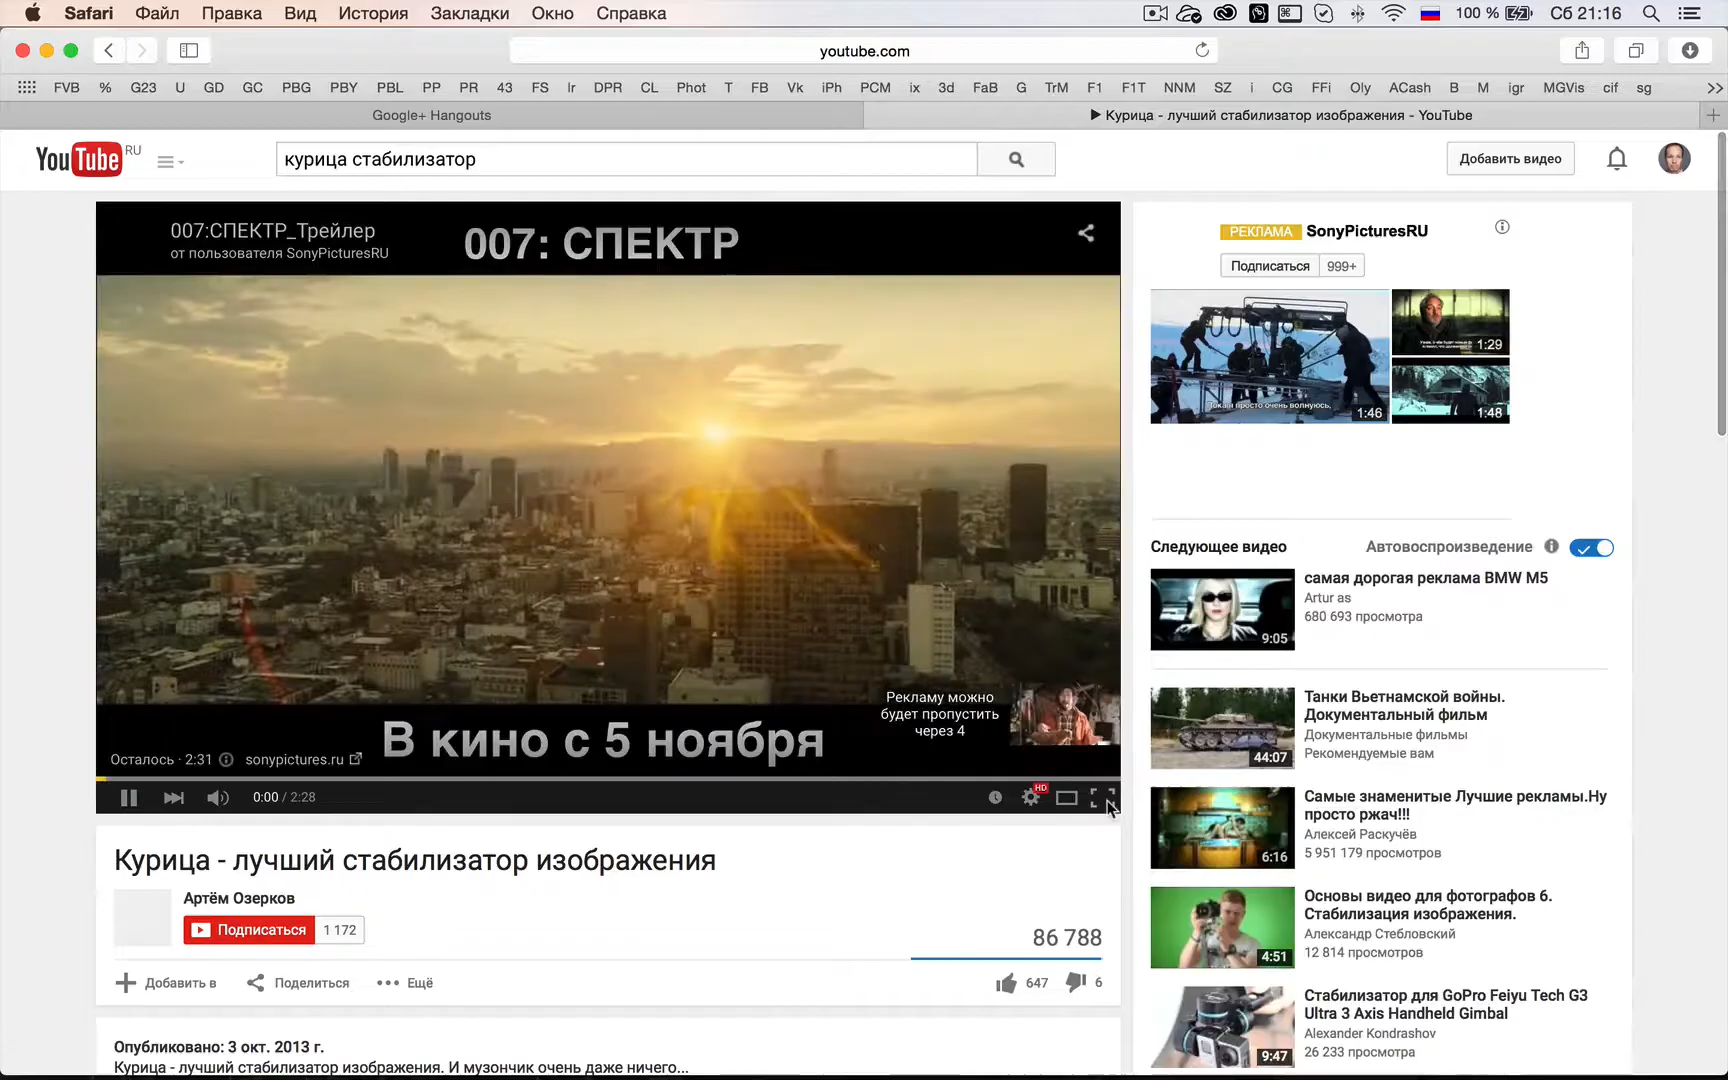 Safari Файл Правка Вид История Закладки Окно Справка 100 % Сб 21:16
youtube.com
FVB % G23 U GD GC PBG PBY PBL PP PR 43 FS lr DPR CL Phot T FB Vk iPh PCM ix 3d FaB G TrM F1 F1T NNM SZ i CG FFi Oly ACash B M igr MGVis cif sg
Google+ Hangouts
Курица - лучший стабилизатор изображения - YouTube
YouTube RU
курица стабилизатор
Добавить видео
007:СПЕКТР_Трейлер
от пользователя SonyPicturesRU
007: СПЕКТР
Рекламу можно
будет пропустить
через 4
В кино с 5 ноября
Осталось · 2:31 sonypictures.ru
0:00 / 2:28
HD
Курица - лучший стабилизатор изображения
Артём Озерков
Подписаться 1 172
86 788
Добавить в Поделиться Ещё
647 6
Опубликовано: 3 окт. 2013 г.
Курица - лучший стабилизатор изображения. И музончик очень даже ничего...
РЕКЛАМА SonyPicturesRU
Подписаться 999+
1:46
1:29
1:48
Следующее видео Автовоспроизведение
самая дорогая реклама BMW M5
Artur as
680 693 просмотра
9:05
Танки Вьетнамской войны.
Документальный фильм
Документальные фильмы
Рекомендуемые вам
44:07
Самые знаменитые Лучшие рекламы.Ну
просто ржач!!!
Алексей Раскучёв
5 951 179 просмотров
6:16
Основы видео для фотографов 6.
Стабилизация изображения.
Александр Стебловский
12 814 просмотров
4:51
Стабилизатор для GoPro Feiyu Tech G3
Ultra 3 Axis Handheld Gimbal
Alexander Kondrashov
26 233 просмотра
9:47